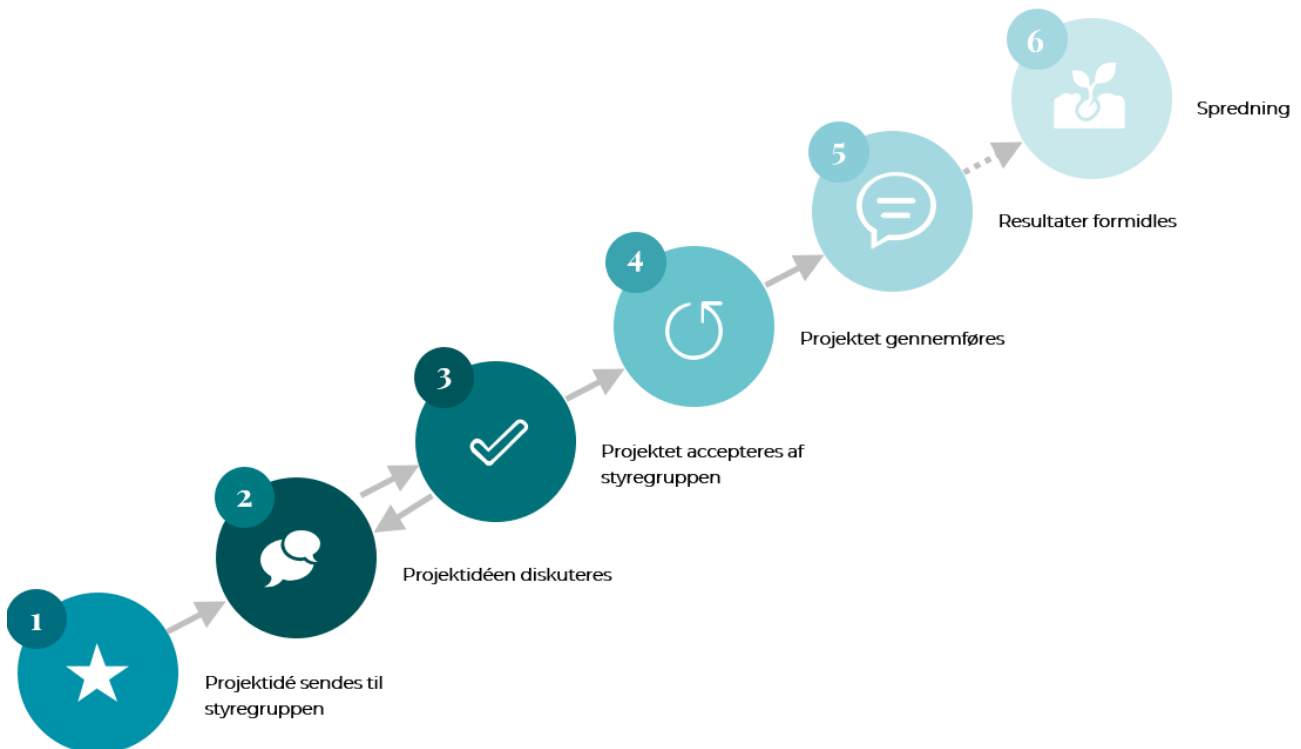 1
Projektidé sendes til
styregruppen
2
Projektidéen diskuteres
3
Projektet accepteres af
styregruppen
4
Projektet gennemføres
5
Resultater formidles
6
Spredning